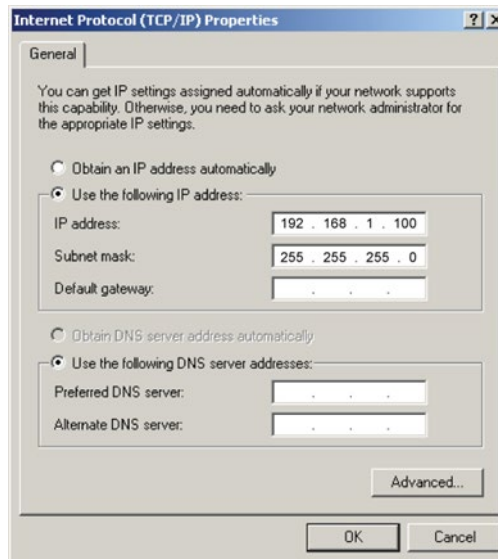 Internet Protocol (TCP/IP) Properties
General
You can get IP settings assigned automatically if your network supports
this capability. Otherwise, you need to ask your network administrator for
the appropriate IP settings.
Obtain an IP address automatically
Use the following IP address:
IP address: 192 . 168 . 1 . 100
Subnet mask: 255 . 255 . 255 . 0
Default gateway: . . .
Obtain DNS server address automatically
Use the following DNS server addresses:
Preferred DNS server: . . .
Alternate DNS server: . . .
Advanced...
OK Cancel